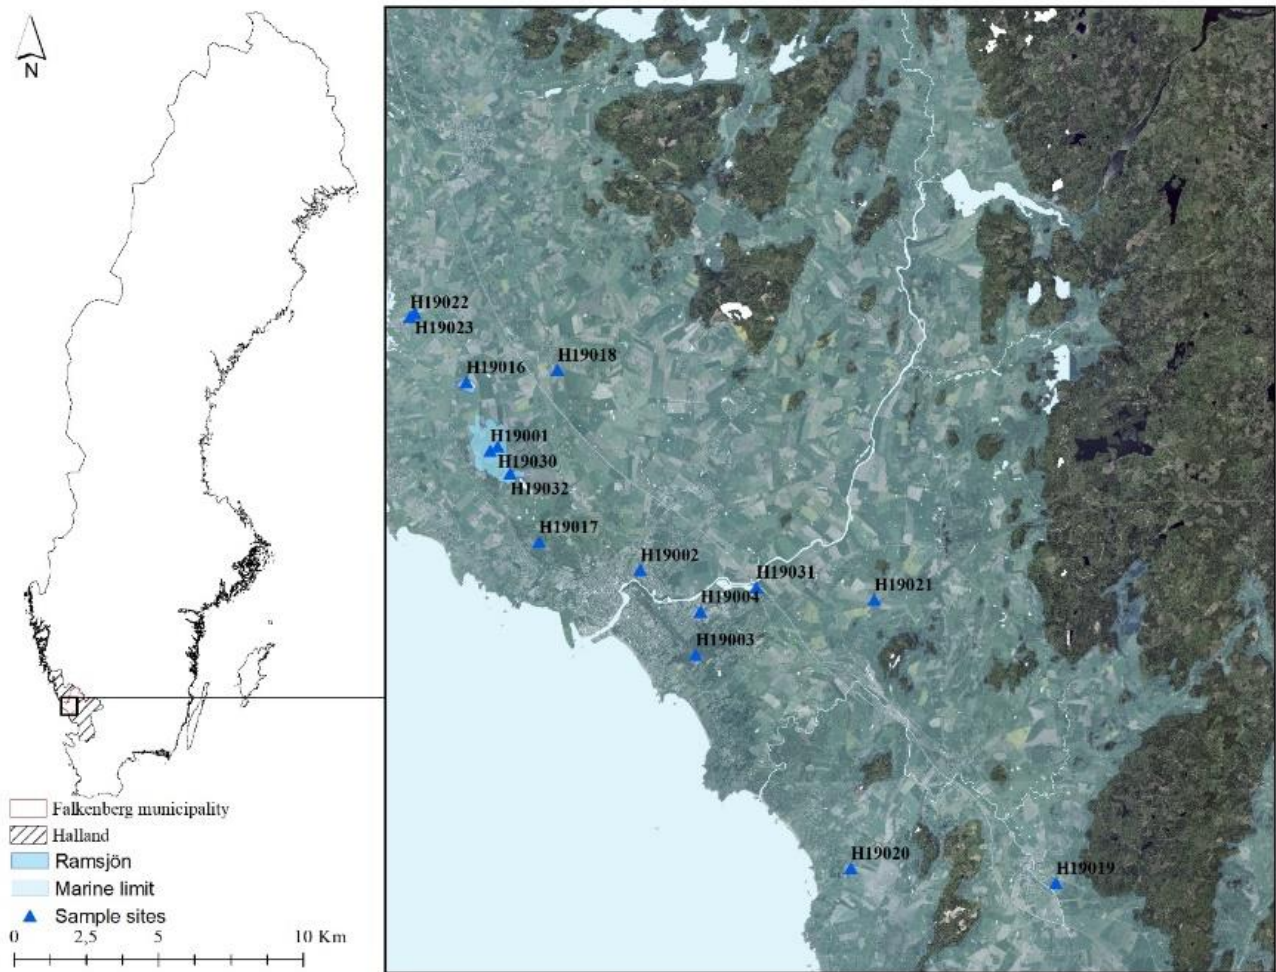 N
H19022
H19023
H19018
H19016
H19001
H19030
H19032
H19017
H19002
H19031
H19004
H19021
H19003
H19020
H19019
Falkenberg municipality
Halland
Ramsjön
Marine limit
Sample sites
0 2,5 5 10 Km